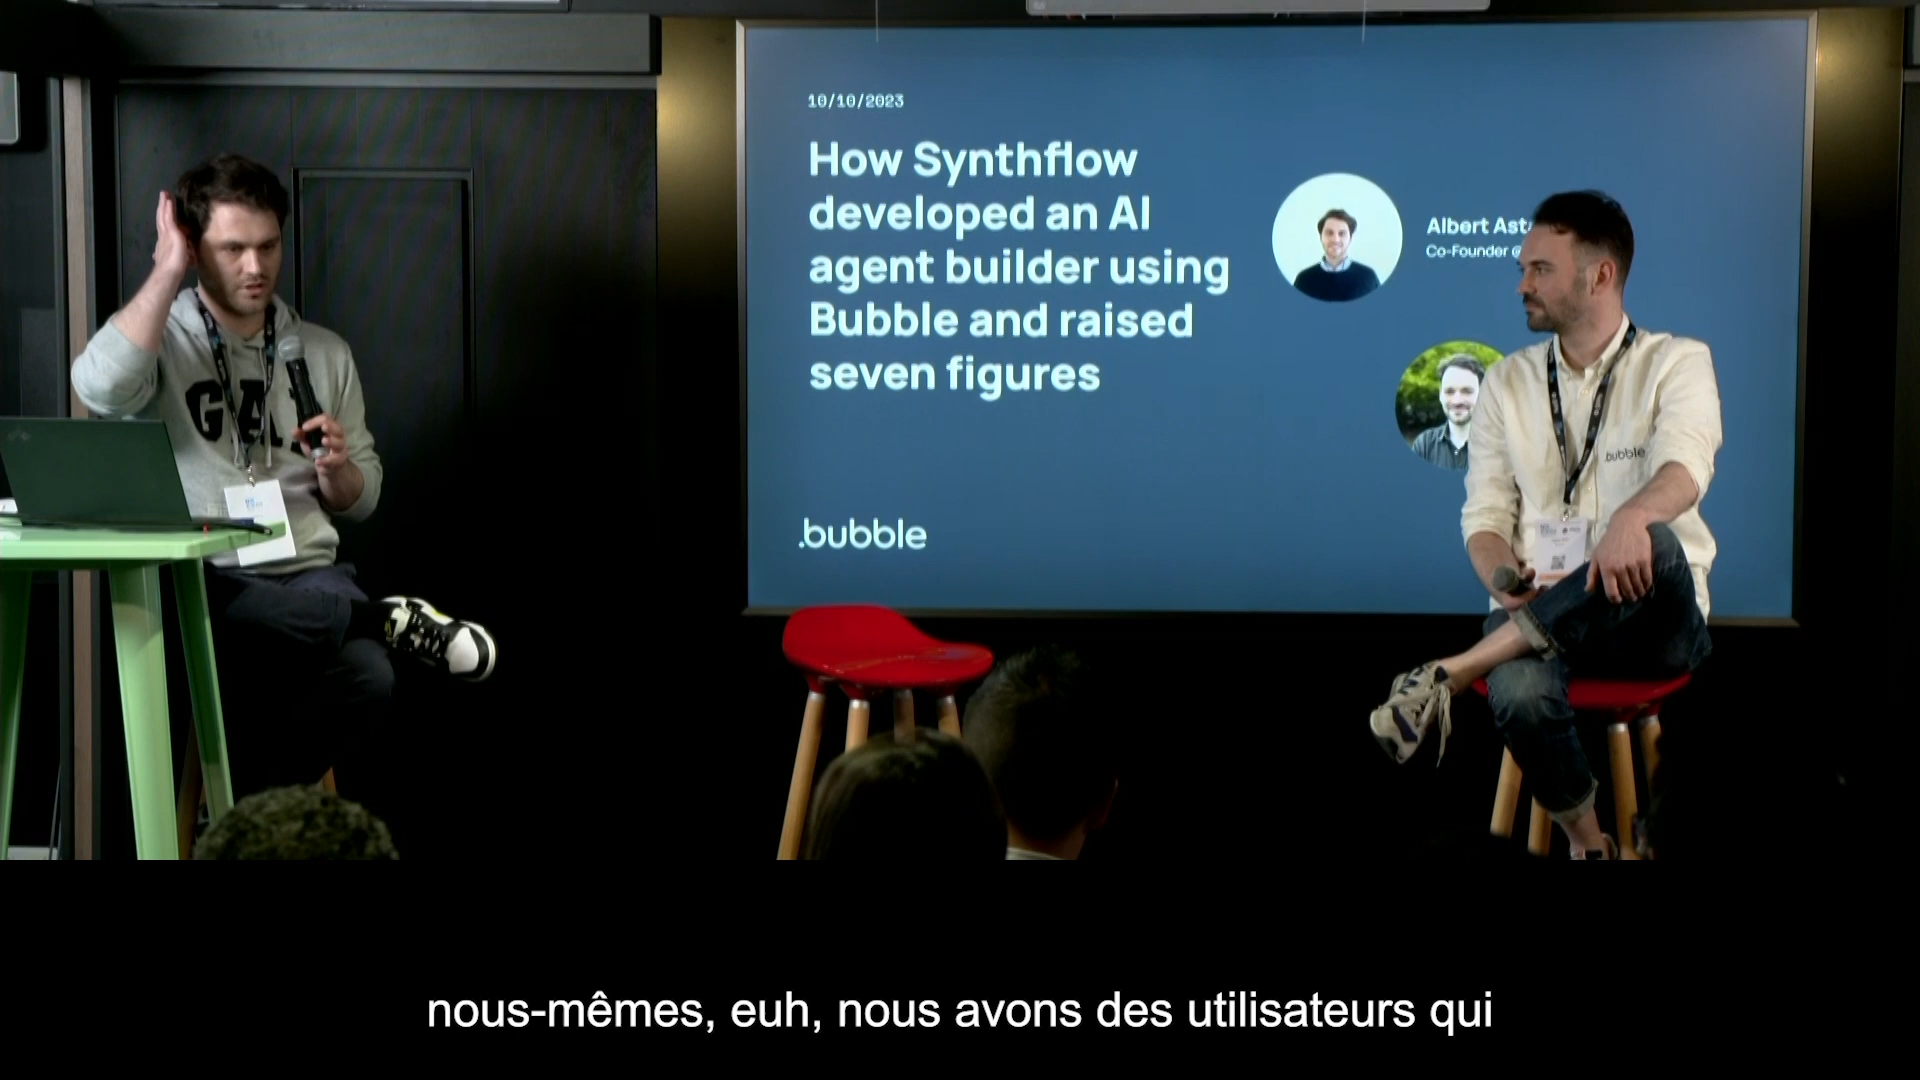 10/10/2023
How Synthflow
developed an AI
agent builder using
Bubble and raised
seven figures
Albert
Co-Founder
.bubble
.bubble
nous-mêmes, euh, nous avons des utilisateurs qui